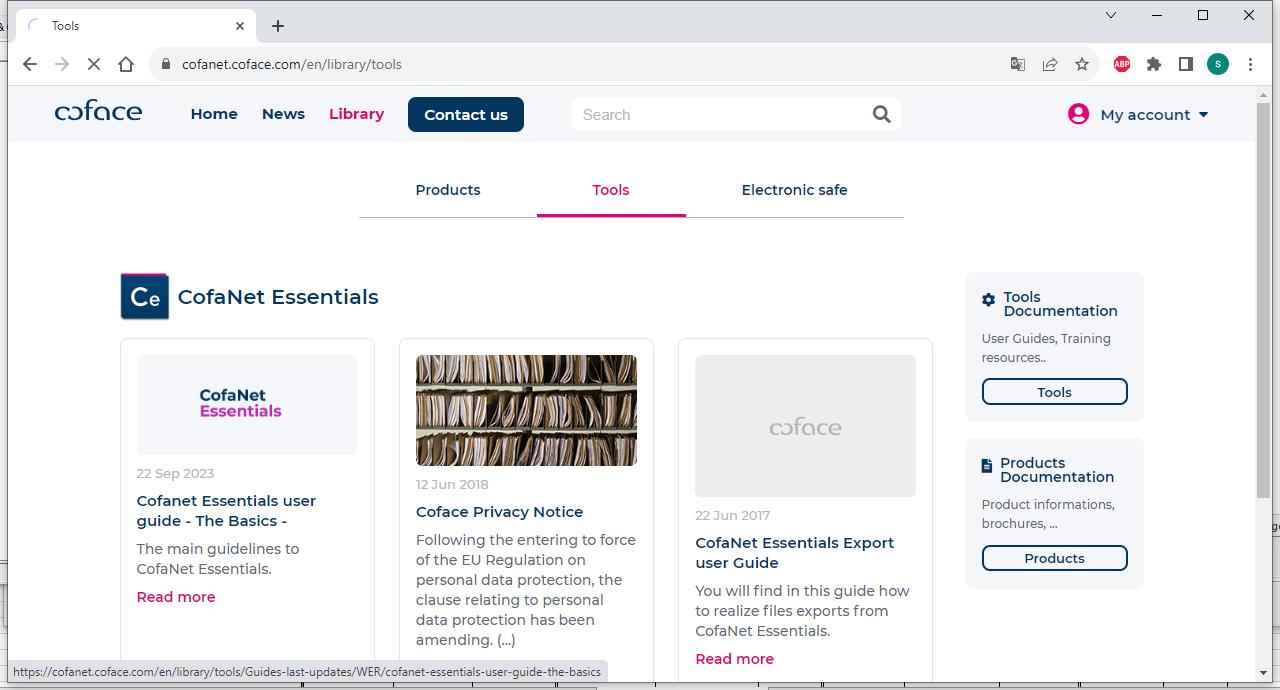 Tools
cofanet.coface.com/en/library/tools
ABP
S
coface
Home
News
Library
Contact us
Search
My account
Products
Tools
Electronic safe
Ce
CofaNet Essentials
CofaNet
Essentials
22 Sep 2023
Cofanet Essentials user
guide - The Basics -
The main guidelines to
CofaNet Essentials.
Read more
12 Jun 2018
Coface Privacy Notice
Following the entering to force
of the EU Regulation on
personal data protection, the
clause relating to personal
data protection has been
amending. (...)
coface
22 Jun 2017
CofaNet Essentials Export
user Guide
You will find in this guide how
to realize files exports from
CofaNet Essentials.
Read more
Tools
Documentation
User Guides, Training
resources..
Tools
Products
Documentation
Product informations,
brochures, ...
Products
https://cofanet.coface.com/en/library/tools/Guides-last-updates/WER/cofanet-essentials-user-guide-the-basics